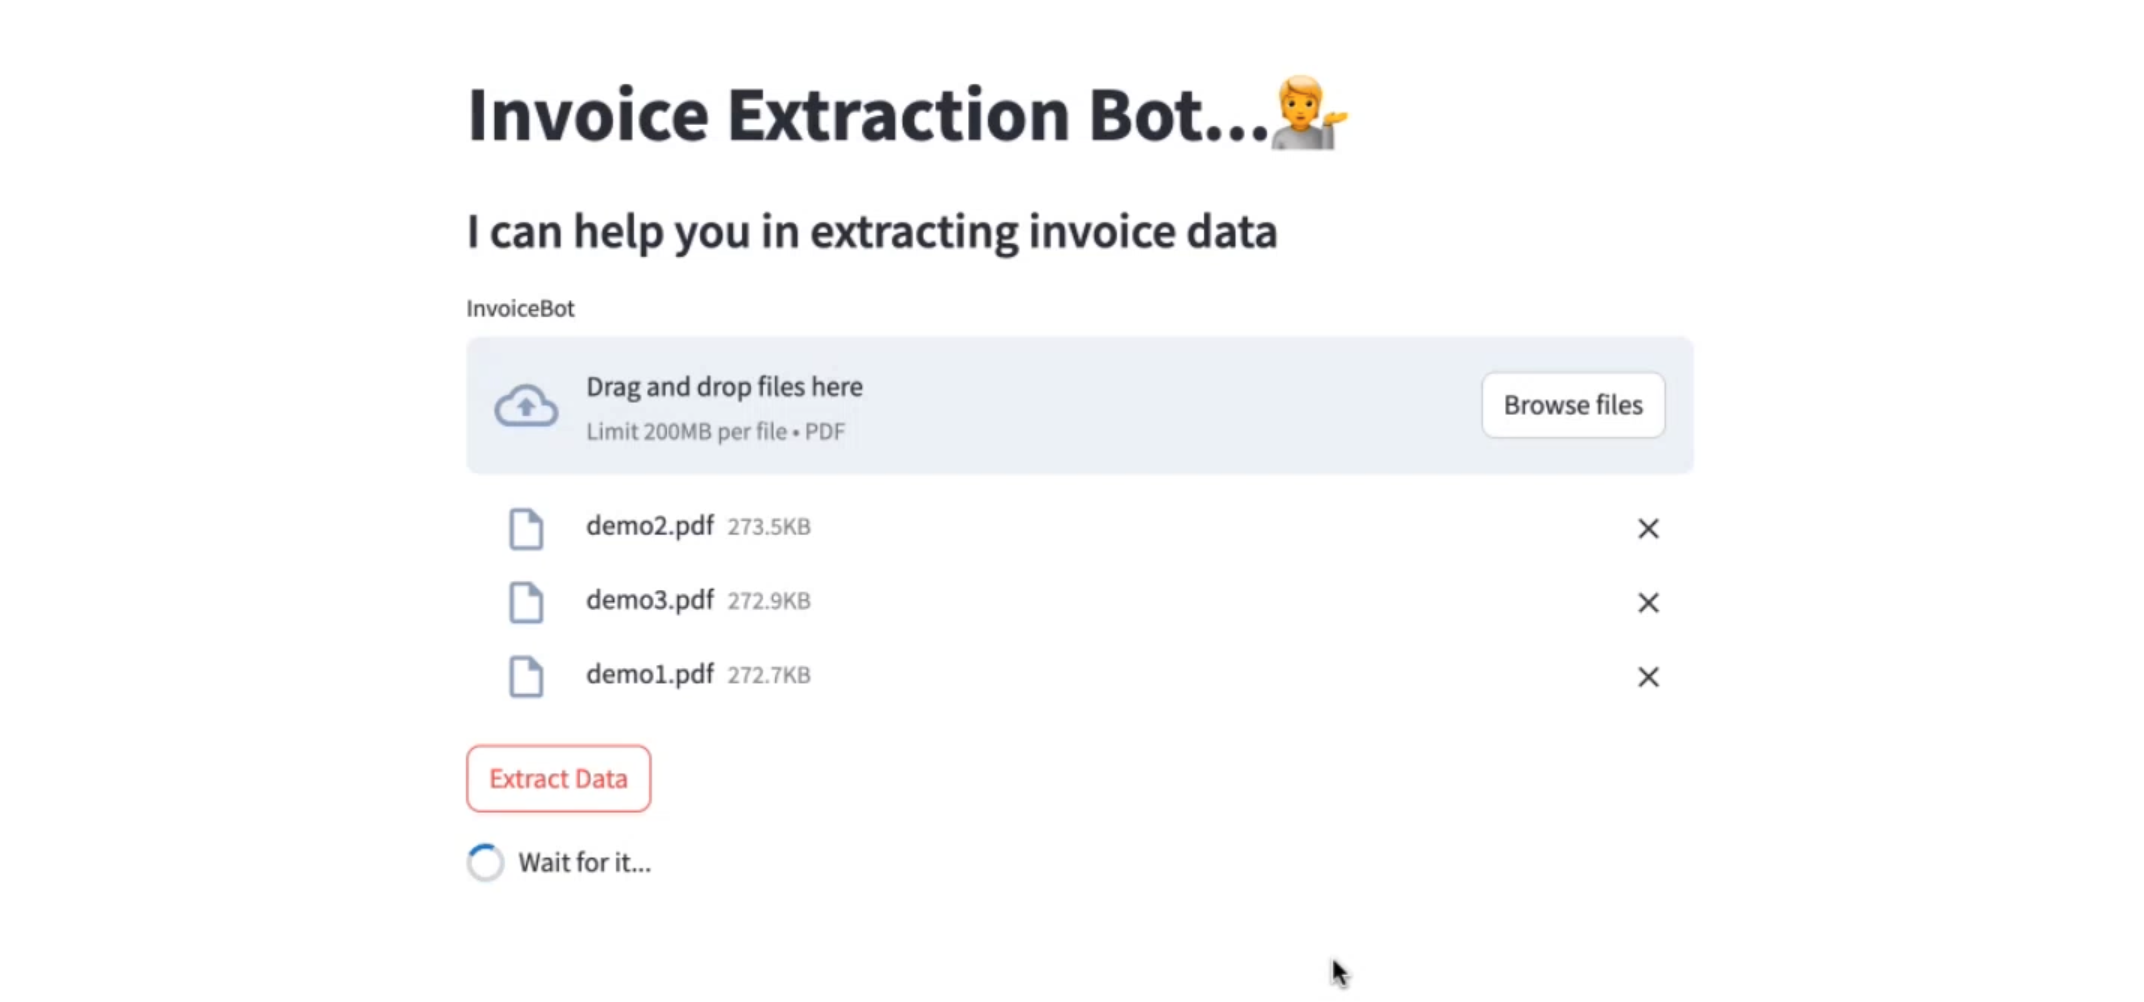 Invoice Extraction Bot...💁
I can help you in extracting invoice data
InvoiceBot
Drag and drop files here
Limit 200MB per file • PDF
Browse files
demo2.pdf 273.5KB
demo3.pdf 272.9KB
demo1.pdf 272.7KB
Extract Data
Wait for it...